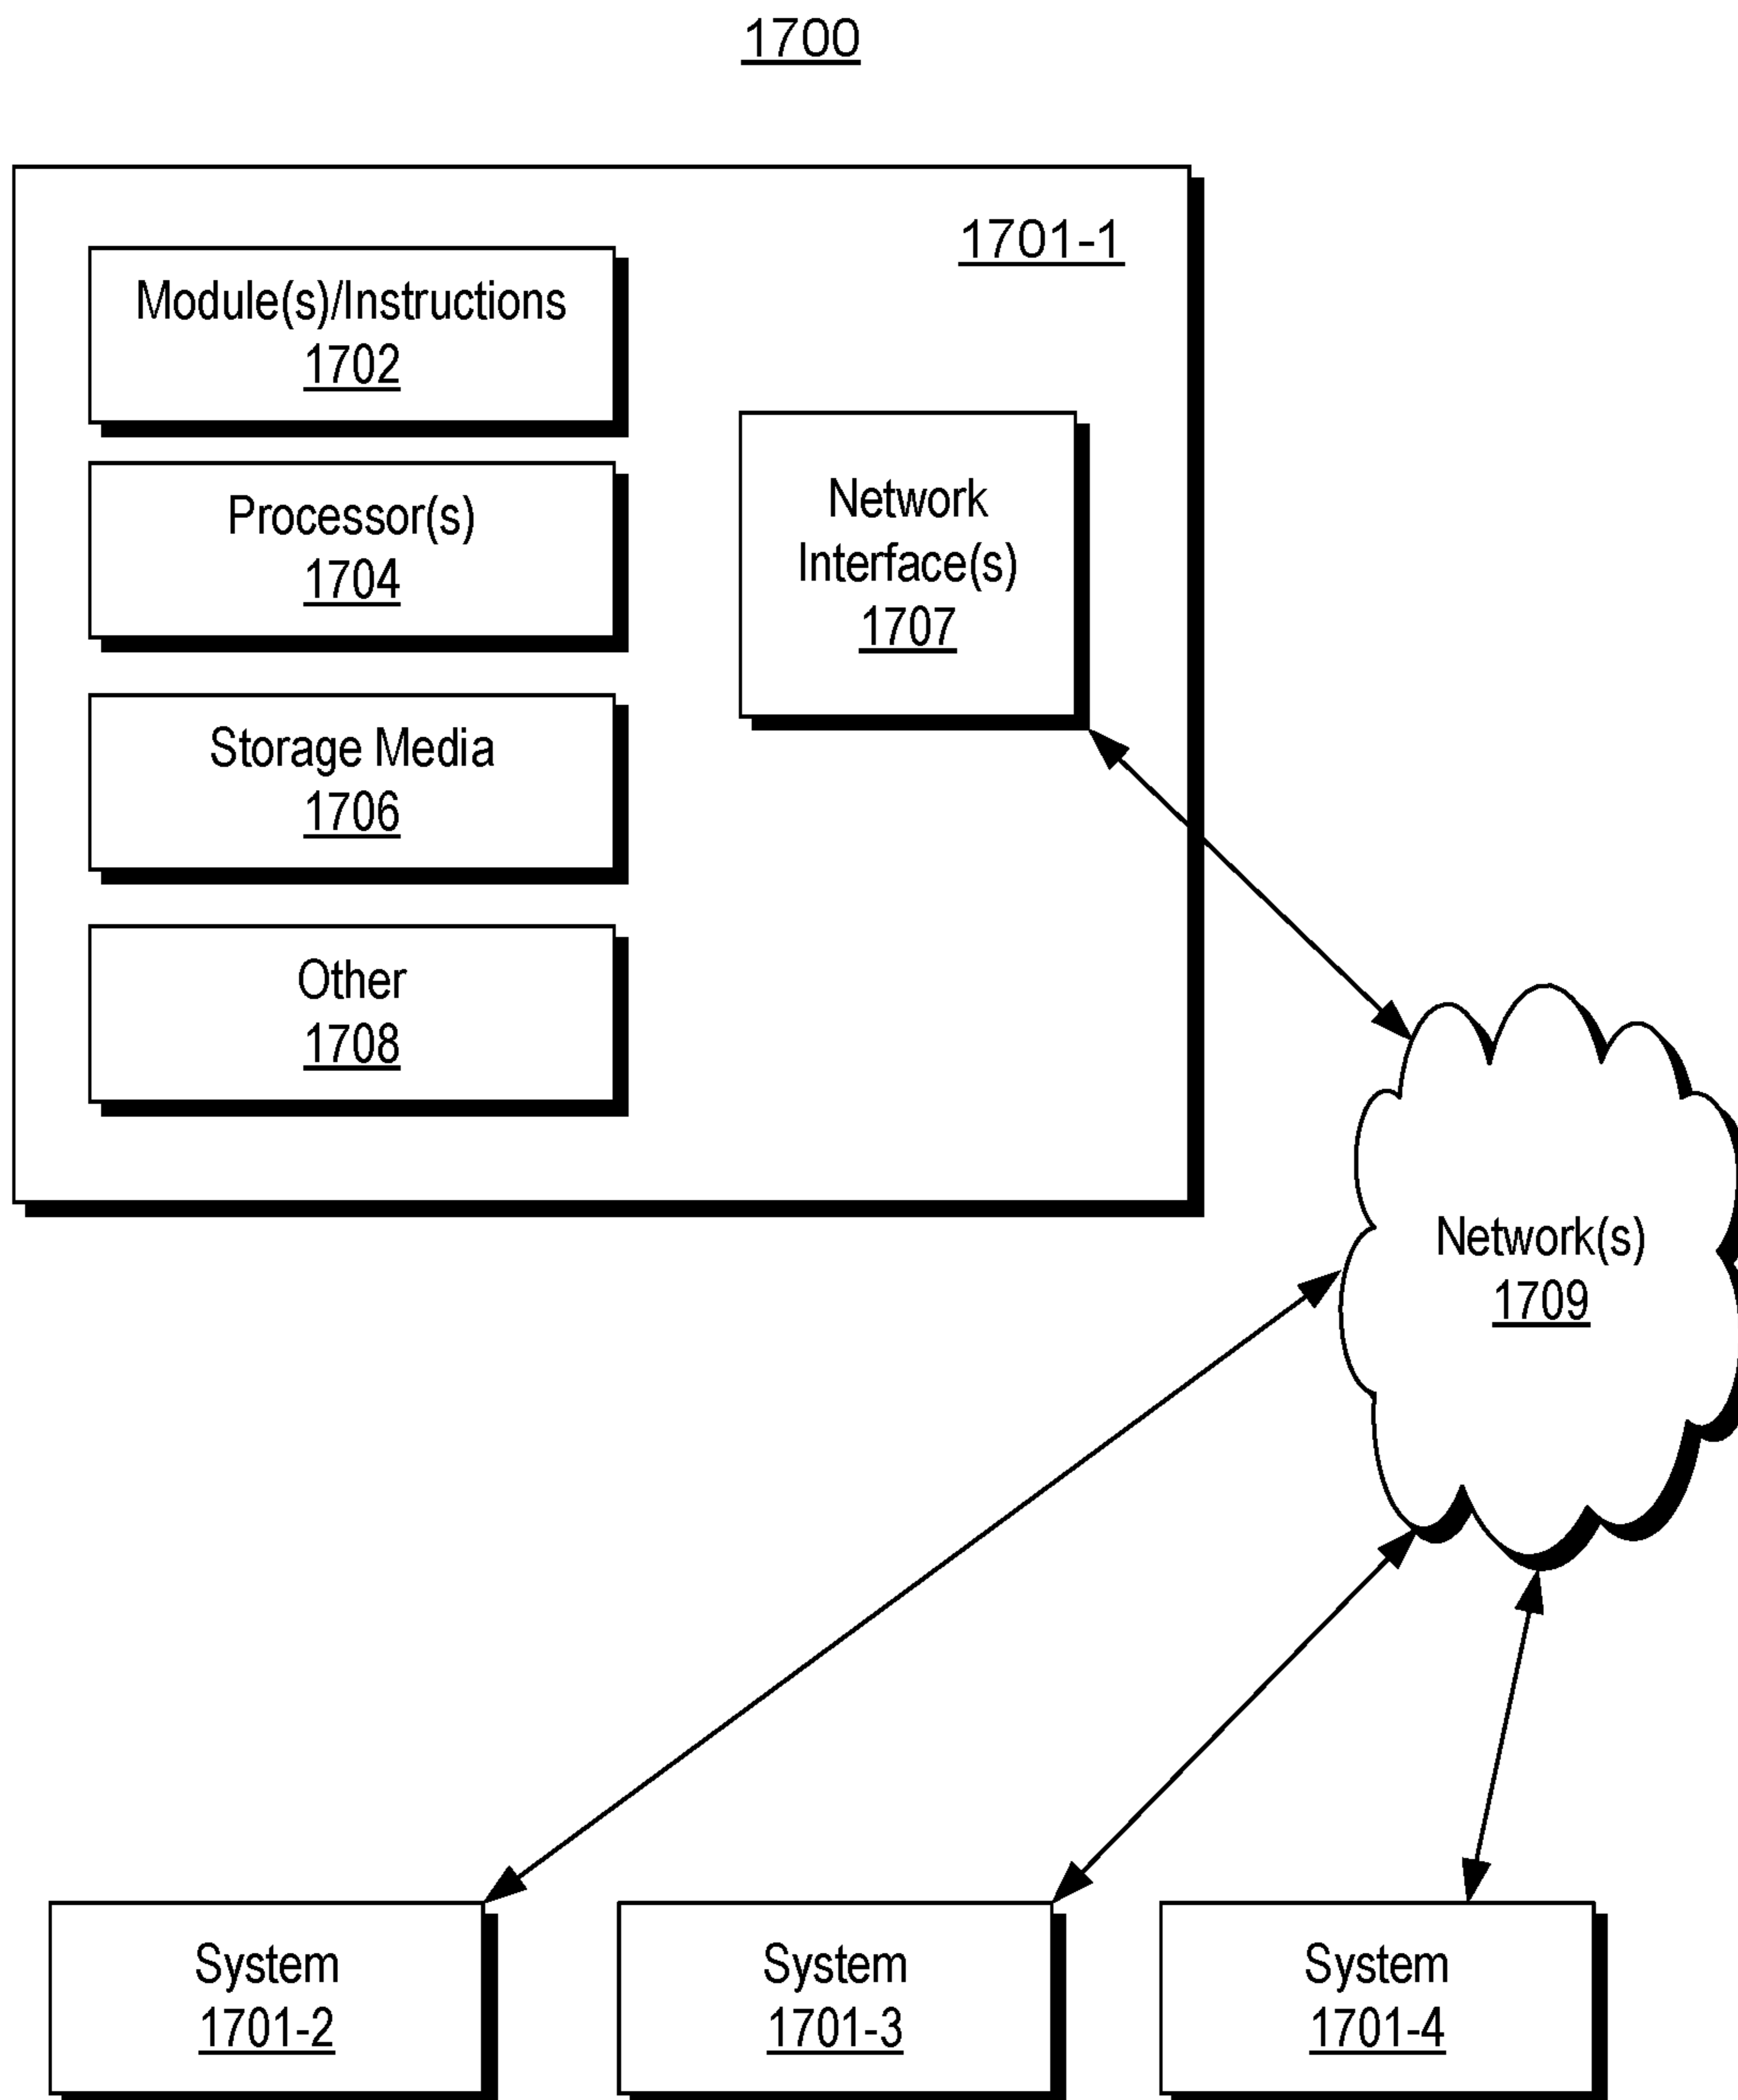 1700
1701-1
Module(s)/Instructions
1702
Processor(s)
1704
Storage Media
1706
Other
1708
Network
Interface(s)
1707
Network(s)
1709
System
1701-2
System
1701-3
System
1701-4